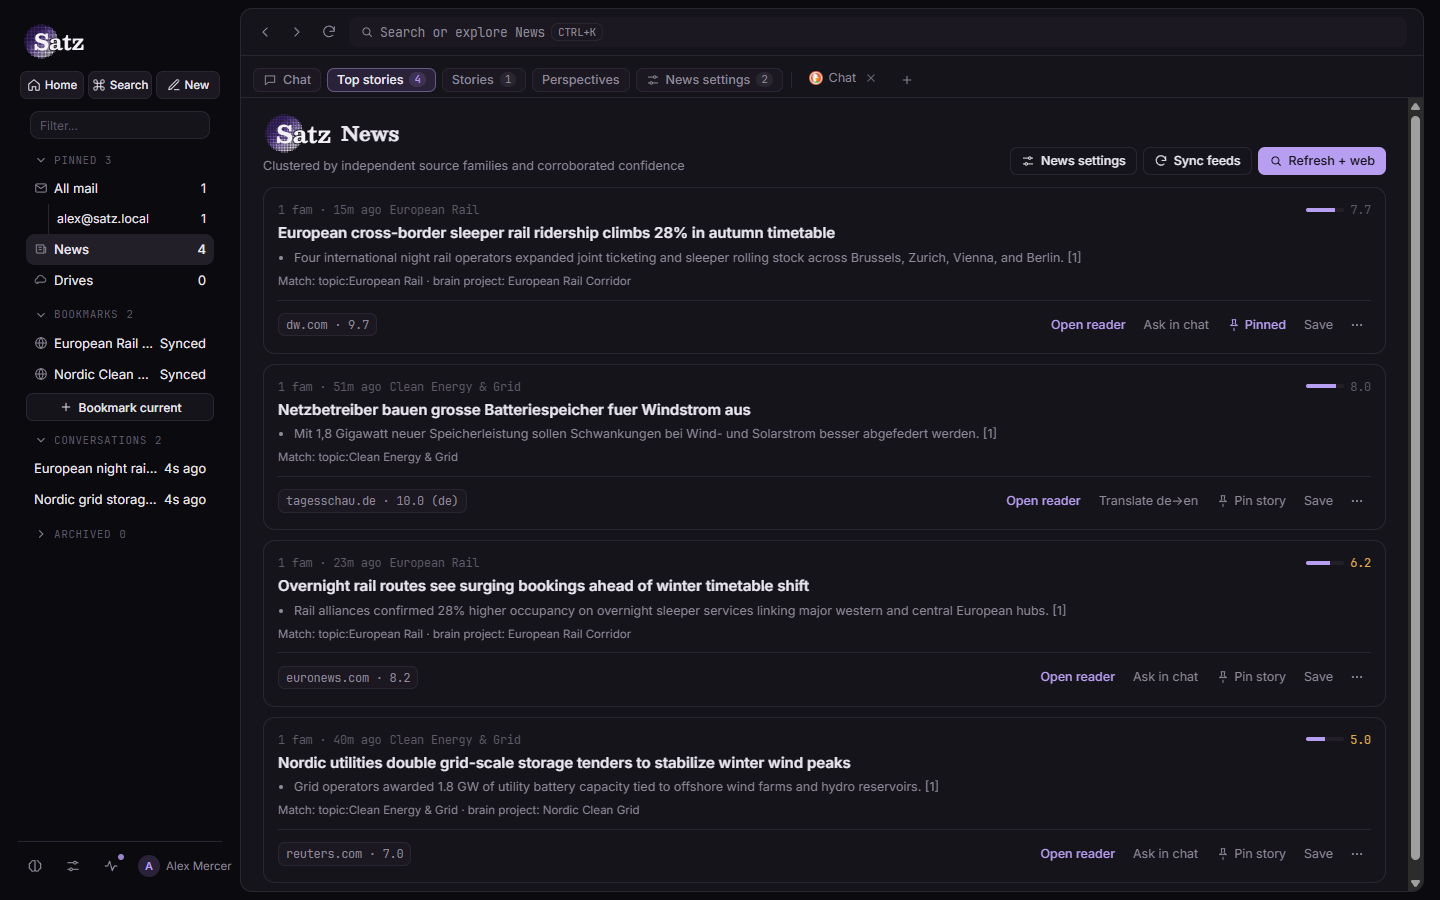 Satz
Home
Search
New
Filter...
PINNED 3
All mail 1
alex@satz.local 1
News 4
Drives 0
BOOKMARKS 2
European Rail ... Synced
Nordic Clean ... Synced
+ Bookmark current
CONVERSATIONS 2
European night rai... 4s ago
Nordic grid storag... 4s ago
ARCHIVED 0
A Alex Mercer
Search or explore News CTRL+K
Chat
Top stories 4
Stories 1
Perspectives
News settings 2
Chat
Satz News
Clustered by independent source families and corroborated confidence
News settings
Sync feeds
Refresh + web
1 fam · 15m ago European Rail 7.7
European cross-border sleeper rail ridership climbs 28% in autumn timetable
• Four international night rail operators expanded joint ticketing and sleeper rolling stock across Brussels, Zurich, Vienna, and Berlin. [1]
Match: topic:European Rail · brain project: European Rail Corridor
dw.com · 9.7
Open reader Ask in chat Pinned Save ···
1 fam · 51m ago Clean Energy & Grid 8.0
Netzbetreiber bauen grosse Batteriespeicher fuer Windstrom aus
• Mit 1,8 Gigawatt neuer Speicherleistung sollen Schwankungen bei Wind- und Solarstrom besser abgefedert werden. [1]
Match: topic:Clean Energy & Grid
tagesschau.de · 10.0 (de)
Open reader Translate de→en Pin story Save ···
1 fam · 23m ago European Rail 6.2
Overnight rail routes see surging bookings ahead of winter timetable shift
• Rail alliances confirmed 28% higher occupancy on overnight sleeper services linking major western and central European hubs. [1]
Match: topic:European Rail · brain project: European Rail Corridor
euronews.com · 8.2
Open reader Ask in chat Pin story Save ···
1 fam · 40m ago Clean Energy & Grid 5.0
Nordic utilities double grid-scale storage tenders to stabilize winter wind peaks
• Grid operators awarded 1.8 GW of utility battery capacity tied to offshore wind farms and hydro reservoirs. [1]
Match: topic:Clean Energy & Grid · brain project: Nordic Clean Grid
reuters.com · 7.0
Open reader Ask in chat Pin story Save ···